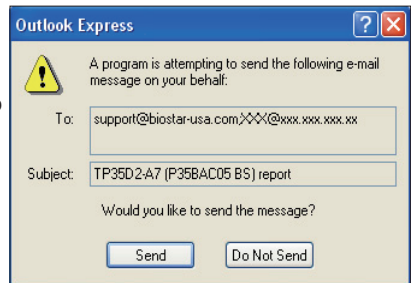 Outlook Express
A program is attempting to send the following e-mail
message on your behalf:
To: support@biostar-usa.com;XXX@xxx.xxx.xxx.xx
Subject: TP35D2-A7 (P35BAC05 BS) report
Would you like to send the message?
Send Do Not Send